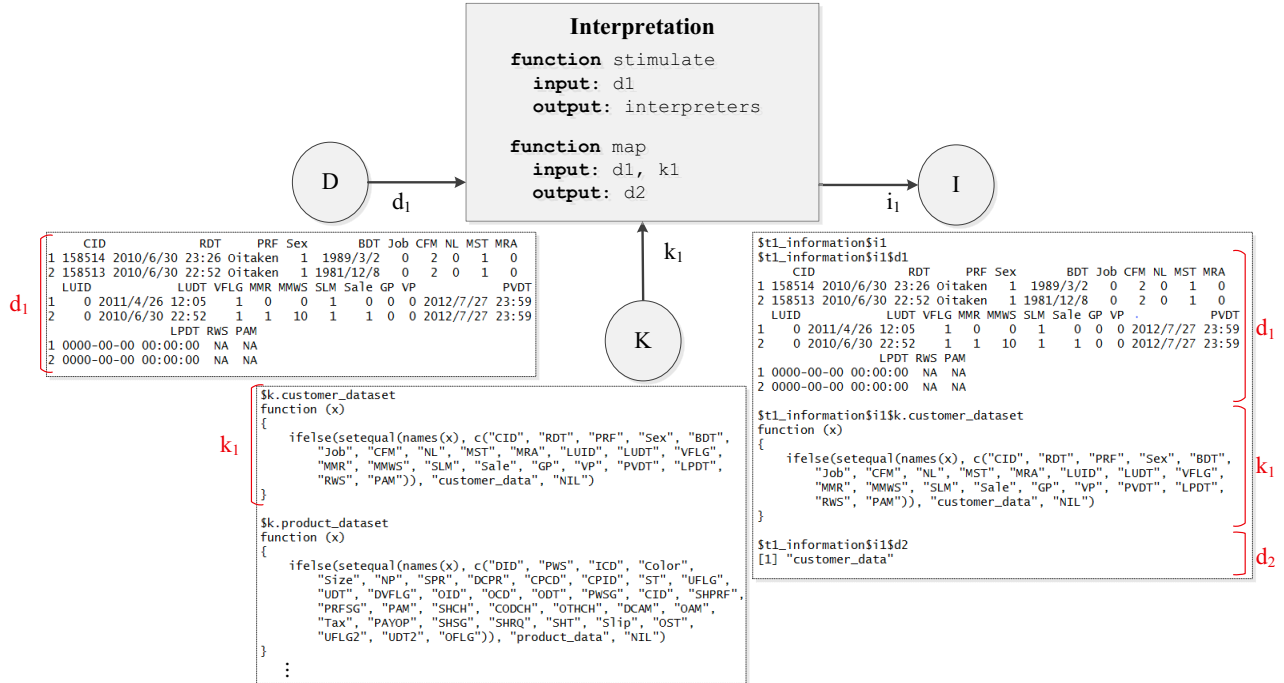 Interpretation
function stimulate
input: d1
output: interpreters
function map
input: d1, k1
output: d2
D
d1
I
i1
k1
K
d1
CID RDT PRF Sex BDT Job CFM NL MST MRA
1 158514 2010/6/30 23:26 Oitaken 1 1989/3/2 0 2 0 1 0
2 158513 2010/6/30 22:52 Oitaken 1 1981/12/8 0 2 0 1 0
LUID LUDT VFLG MMR MMWS SLM Sale GP VP PVDT
1 0 2011/4/26 12:05 1 0 0 1 0 0 0 2012/7/27 23:59
2 0 2010/6/30 22:52 1 1 10 1 1 0 0 2012/7/27 23:59
LPDT RWS PAM
1 0000-00-00 00:00:00 NA NA
2 0000-00-00 00:00:00 NA NA
k1
$k.customer_dataset
function (x)
{
ifelse(setequal(names(x), c("CID", "RDT", "PRF", "Sex", "BDT",
"Job", "CFM", "NL", "MST", "MRA", "LUID", "LUDT", "VFLG",
"MMR", "MMWS", "SLM", "Sale", "GP", "VP", "PVDT", "LPDT",
"RWS", "PAM")), "customer_data", "NIL")
}
$k.product_dataset
function (x)
{
ifelse(setequal(names(x), c("DID", "PWS", "ICD", "Color",
"Size", "NP", "SPR", "DCPR", "CPCD", "CPID", "ST", "UFLG",
"UDT", "DVFLG", "OID", "OCD", "ODT", "PWSG", "CID", "SHPRF",
"PRFSG", "PAM", "SHCH", "CODCH", "OTHCH", "DCAM", "OAM",
"Tax", "PAYOP", "SHSG", "SHRQ", "SHT", "Slip", "OST",
"UFLG2", "UDT2", "OFLG")), "product_data", "NIL")
}
⋮
$t1_information$i1
$t1_information$i1$d1
CID RDT PRF Sex BDT Job CFM NL MST MRA
1 158514 2010/6/30 23:26 Oitaken 1 1989/3/2 0 2 0 1 0
2 158513 2010/6/30 22:52 Oitaken 1 1981/12/8 0 2 0 1 0
LUID LUDT VFLG MMR MMWS SLM Sale GP VP PVDT
1 0 2011/4/26 12:05 1 0 0 1 0 0 0 2012/7/27 23:59
2 0 2010/6/30 22:52 1 1 10 1 1 0 0 2012/7/27 23:59
LPDT RWS PAM
1 0000-00-00 00:00:00 NA NA
2 0000-00-00 00:00:00 NA NA
d1
$t1_information$i1$k.customer_dataset
function (x)
{
ifelse(setequal(names(x), c("CID", "RDT", "PRF", "Sex", "BDT",
"Job", "CFM", "NL", "MST", "MRA", "LUID", "LUDT", "VFLG",
"MMR", "MMWS", "SLM", "Sale", "GP", "VP", "PVDT", "LPDT",
"RWS", "PAM")), "customer_data", "NIL")
}
k1
$t1_information$i1$d2
[1] "customer_data"
d2